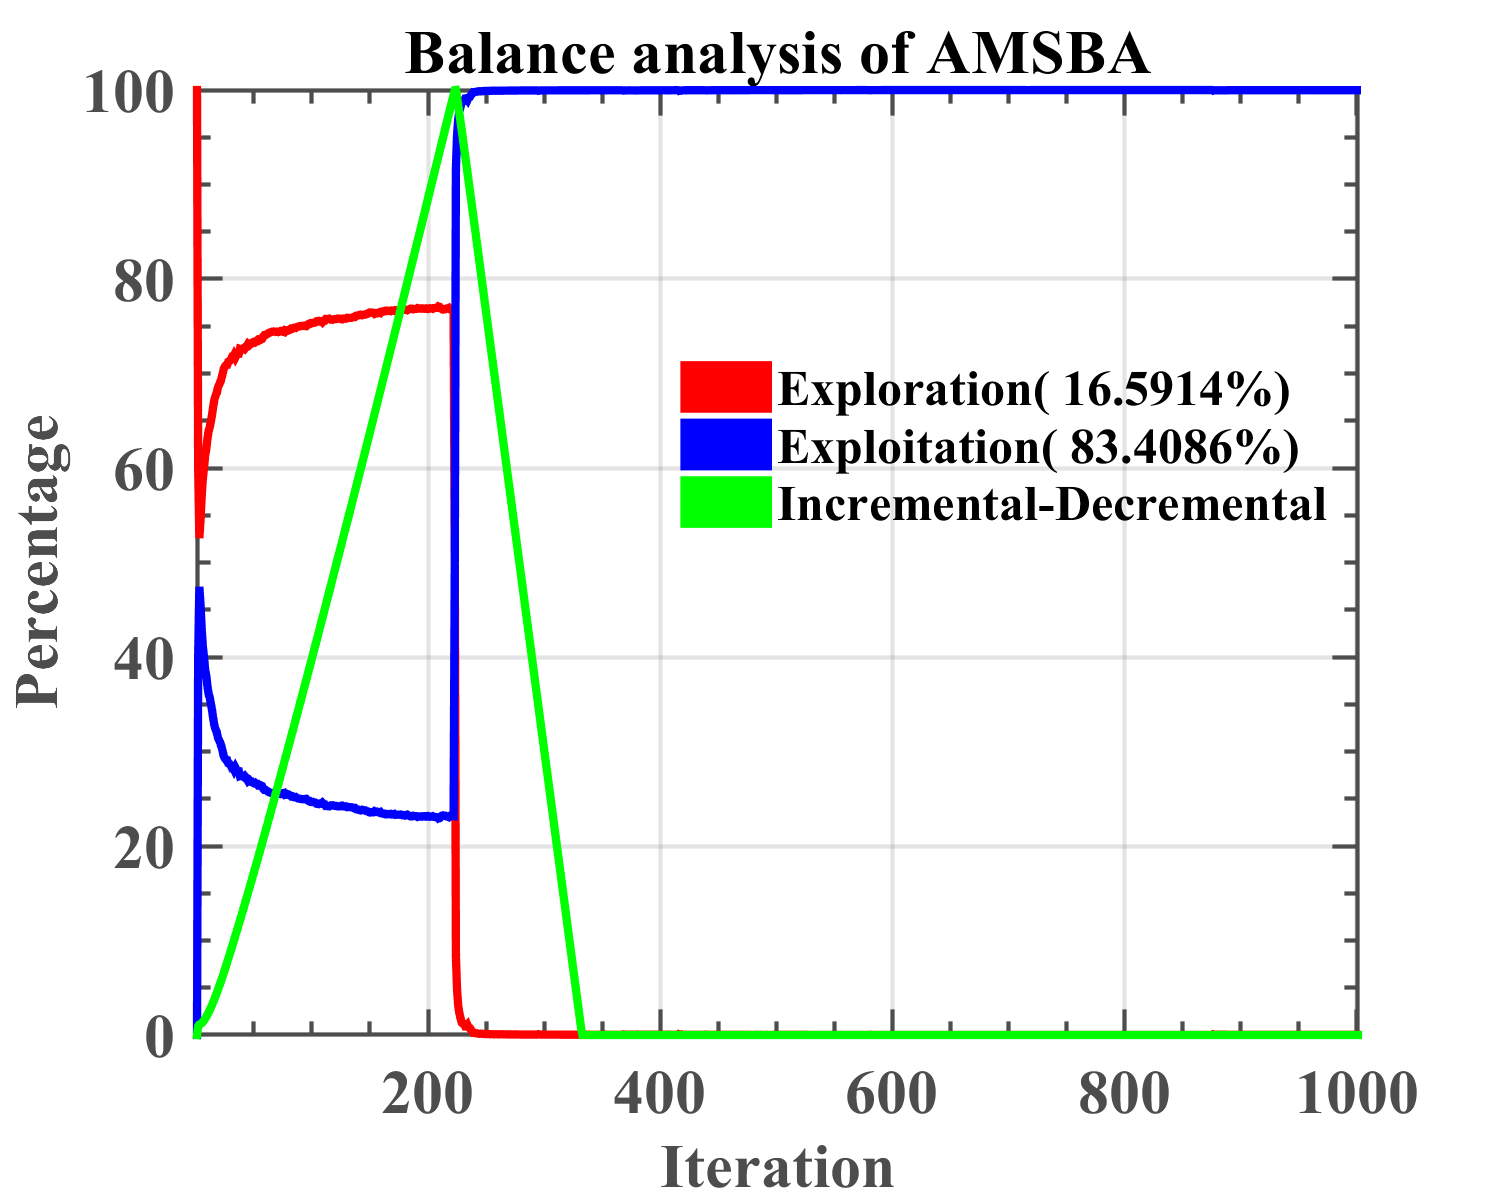 Balance analysis of AMSBA
100
80
60
40
20
0
Percentage
Exploration( 16.5914%)
Exploitation( 83.4086%)
Incremental-Decremental
200 400 600 800 1000
Iteration